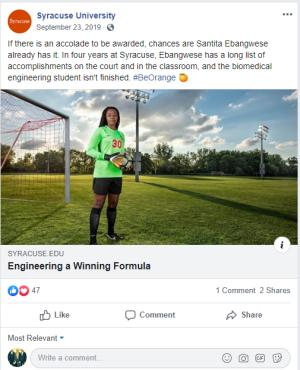 Syracuse University
September 23, 2019
If there is an accolade to be awarded, chances are Santita Ebangwese
already has it. In four years at Syracuse, Ebangwese has a long list of
accomplishments on the court and in the classroom, and the biomedical
engineering student isn't finished. #BeOrange
30
SYRACUSE.EDU
Engineering a Winning Formula
47
1 Comment 2 Shares
Like Comment Share
Most Relevant
Write a comment...
GIF